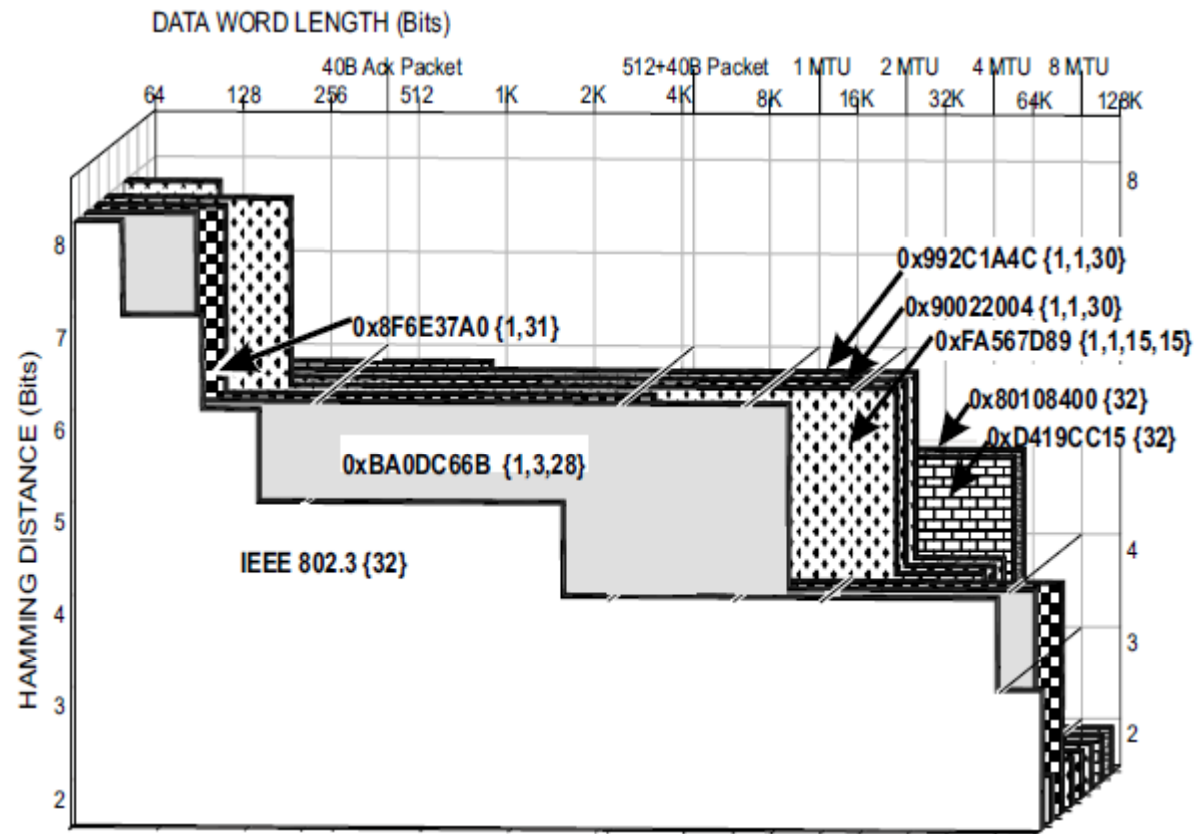 DATA WORD LENGTH (Bits)
40B Ack Packet 512+40B Packet 1 MTU 2 MTU 4 MTU 8 MTU
64 128 256 512 1K 2K 4K 8K 16K 32K 64K 128K
8
0x992C1A4C {1,1,30}
8
0x90022004 {1,1,30}
0x8F6E37A0 {1,31}
7
0xFA567D89 {1,1,15,15}
0x80108400 {32}
6
0xD419CC15 {32}
0xBA0DC66B {1,3,28}
5
4
IEEE 802.3 {32}
4
3
3
2
2
HAMMING DISTANCE (Bits)